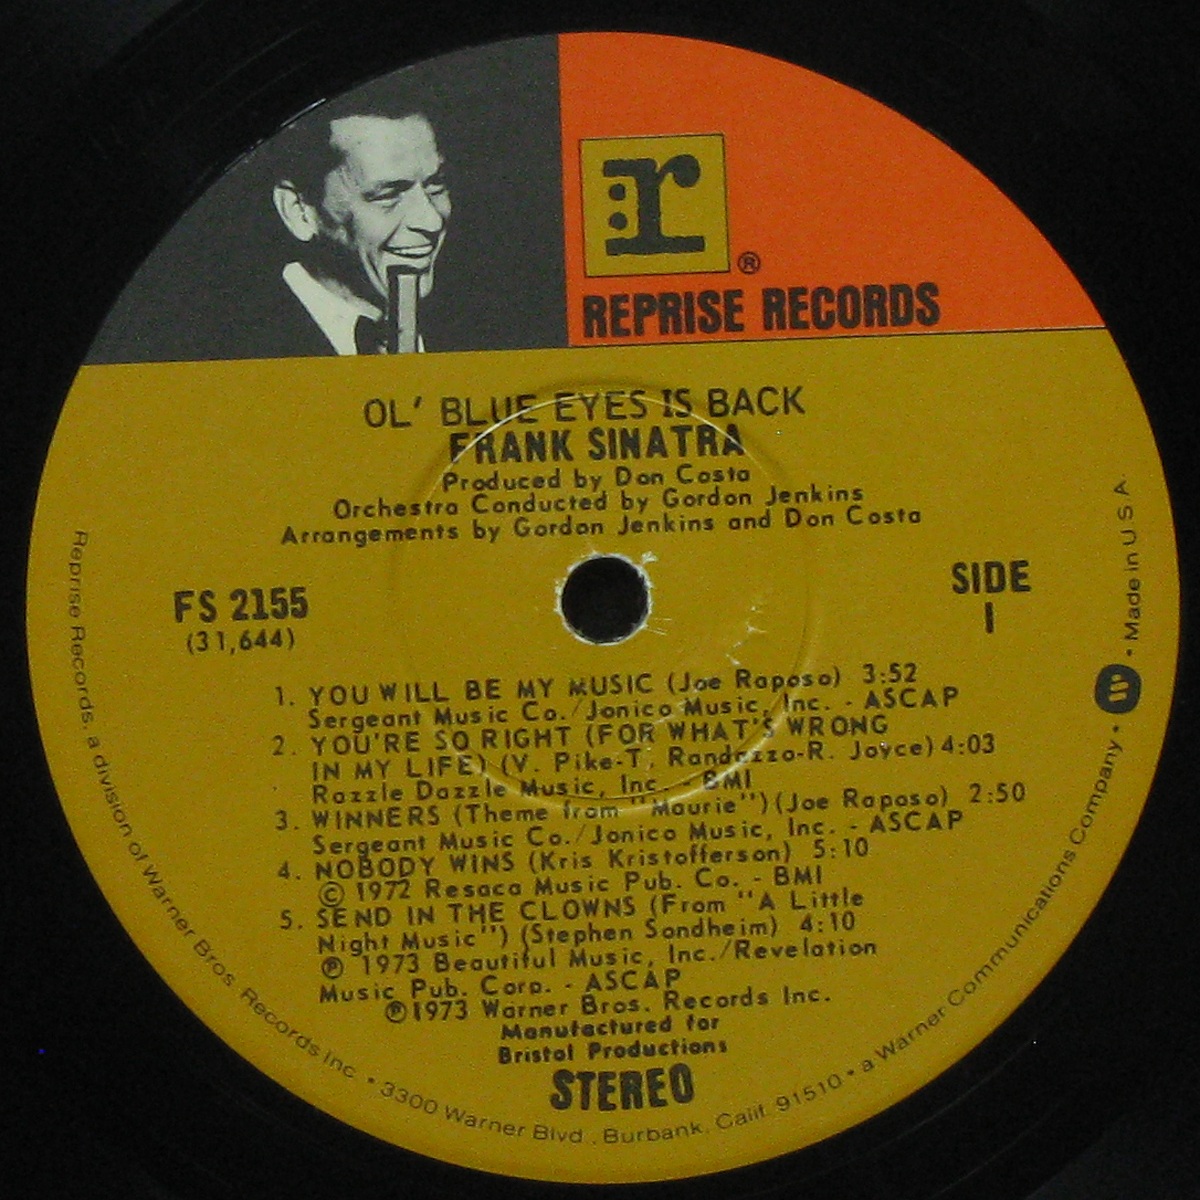 r
®
REPRISE RECORDS
OL' BLUE EYES IS BACK
FRANK SINATRA
Produced by Don Costa
Orchestra Conducted by Gordon Jenkins
Arrangements by Gordon Jenkins and Don Costa
FS 2155
(31,644)
SIDE
1
1. YOU WILL BE MY MUSIC (Joe Raposo) 3:52
Sergeant Music Co./Jonico Music, Inc. - ASCAP
2. YOU'RE SO RIGHT (FOR WHAT'S WRONG
IN MY LIFE) (V. Pike-T. Randazzo-R. Joyce) 4:03
Razzle Dazzle Music, Inc. - BMI
3. WINNERS (Theme from "Maurie") (Joe Raposo) 2:50
Sergeant Music Co./Jonico Music, Inc. - ASCAP
4. NOBODY WINS (Kris Kristofferson) 5:10
© 1972 Resaca Music Pub. Co. - BMI
5. SEND IN THE CLOWNS (From "A Little
Night Music") (Stephen Sondheim) 4:10
℗ 1973 Beautiful Music, Inc./Revelation
Music Pub. Corp. - ASCAP
℗1973 Warner Bros. Records Inc.
Manufactured for
Bristol Productions
STEREO
Reprise Records, a division of Warner Bros. Records Inc. • 3300 Warner Blvd., Burbank, Calif. 91510 • a Warner Communications Company • W • Made in U.S.A.